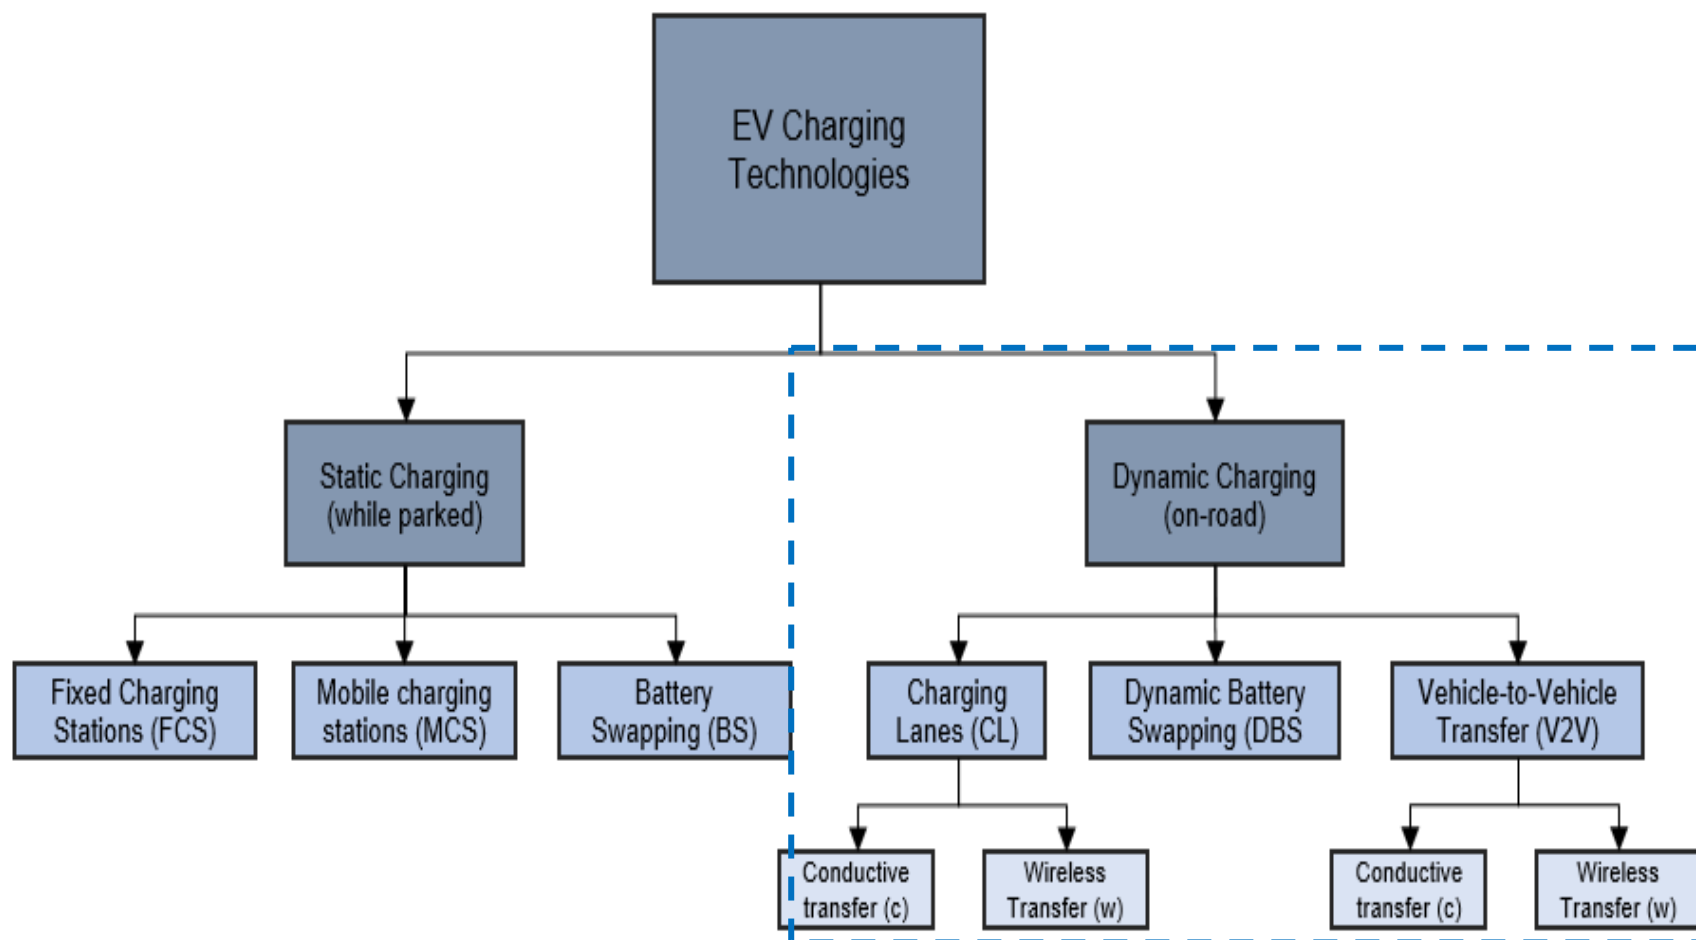 EV Charging
Technologies
Static Charging
(while parked)
Dynamic Charging
(on-road)
Fixed Charging
Stations (FCS)
Mobile charging
stations (MCS)
Battery
Swapping (BS)
Charging
Lanes (CL)
Dynamic Battery
Swapping (DBS
Vehicle-to-Vehicle
Transfer (V2V)
Conductive
transfer (c)
Wireless
Transfer (w)
Conductive
transfer (c)
Wireless
Transfer (w)